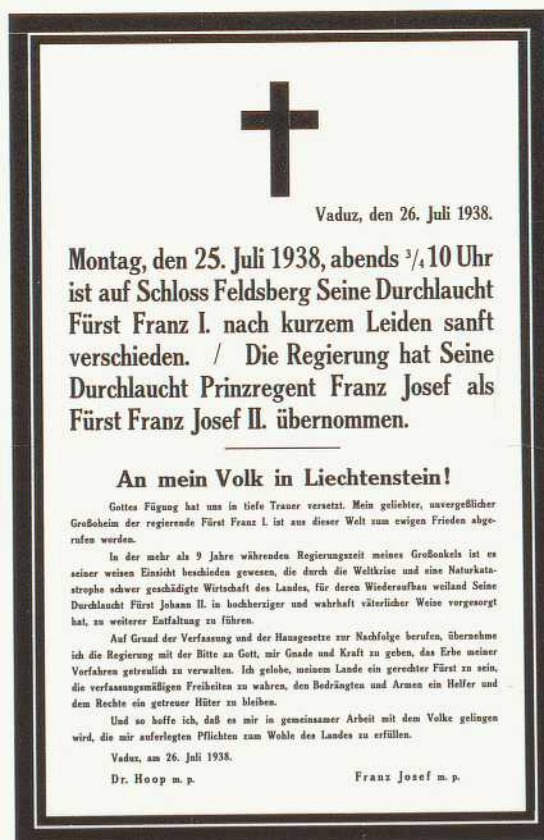 Vaduz, den 26. Juli 1938.
Montag, den 25. Juli 1938, abends ¾ 10 Uhr
ist auf Schloss Feldsberg Seine Durchlaucht
Fürst Franz I. nach kurzem Leiden sanft
verschieden. / Die Regierung hat Seine
Durchlaucht Prinzregent Franz Josef als
Fürst Franz Josef II. übernommen.
An mein Volk in Liechtenstein!
Gottes Fügung hat uns in tiefe Trauer versetzt. Mein geliebter, unvergeßlicher
Großoheim der regierende Fürst Franz I. ist aus dieser Welt zum ewigen Frieden abge-
rufen worden.
In der mehr als 9 Jahre währenden Regierungszeit meines Großonkels ist es
seiner weisen Einsicht beschieden gewesen, die durch die Weltkrise und eine Naturkata-
strophe schwer geschädigte Wirtschaft des Landes, für deren Wiederaufbau weiland Seine
Durchlaucht Fürst Johann II. in hochherziger und wahrhaft väterlicher Weise vorgesorgt
hat, zu weiterer Entfaltung zu führen.
Auf Grund der Verfassung und der Hausgesetze zur Nachfolge berufen, übernehme
ich die Regierung mit der Bitte an Gott, mir Gnade und Kraft zu geben, das Erbe meiner
Vorfahren getreulich zu verwalten. Ich gelobe, meinem Lande ein gerechter Fürst zu sein,
die verfassungsmäßigen Freiheiten zu wahren, den Bedrängten und Armen ein Helfer und
dem Rechte ein getreuer Hüter zu bleiben.
Und so hoffe ich, daß es mir in gemeinsamer Arbeit mit dem Volke gelingen
wird, die mir auferlegten Pflichten zum Wohle des Landes zu erfüllen.
Vaduz, am 26. Juli 1938.
Dr. Hoop m. p. Franz Josef m. p.